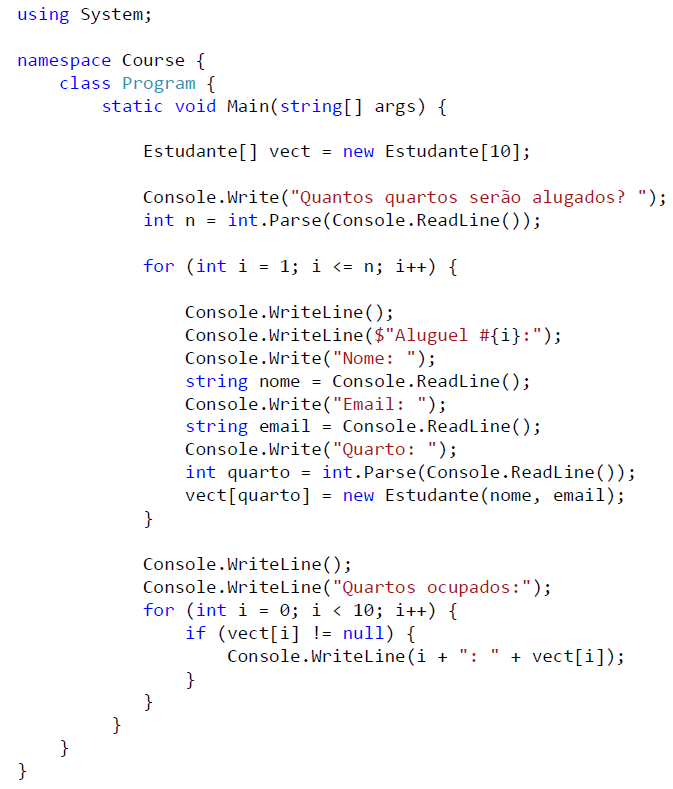 using System;

namespace Course {
    class Program {
        static void Main(string[] args) {

            Estudante[] vect = new Estudante[10];

            Console.Write("Quantos quartos serão alugados? ");
            int n = int.Parse(Console.ReadLine());

            for (int i = 1; i <= n; i++) {

                Console.WriteLine();
                Console.WriteLine($"Aluguel #{i}:");
                Console.Write("Nome: ");
                string nome = Console.ReadLine();
                Console.Write("Email: ");
                string email = Console.ReadLine();
                Console.Write("Quarto: ");
                int quarto = int.Parse(Console.ReadLine());
                vect[quarto] = new Estudante(nome, email);
            }

            Console.WriteLine();
            Console.WriteLine("Quartos ocupados:");
            for (int i = 0; i < 10; i++) {
                if (vect[i] != null) {
                    Console.WriteLine(i + ": " + vect[i]);
                }
            }
         }
    }
}